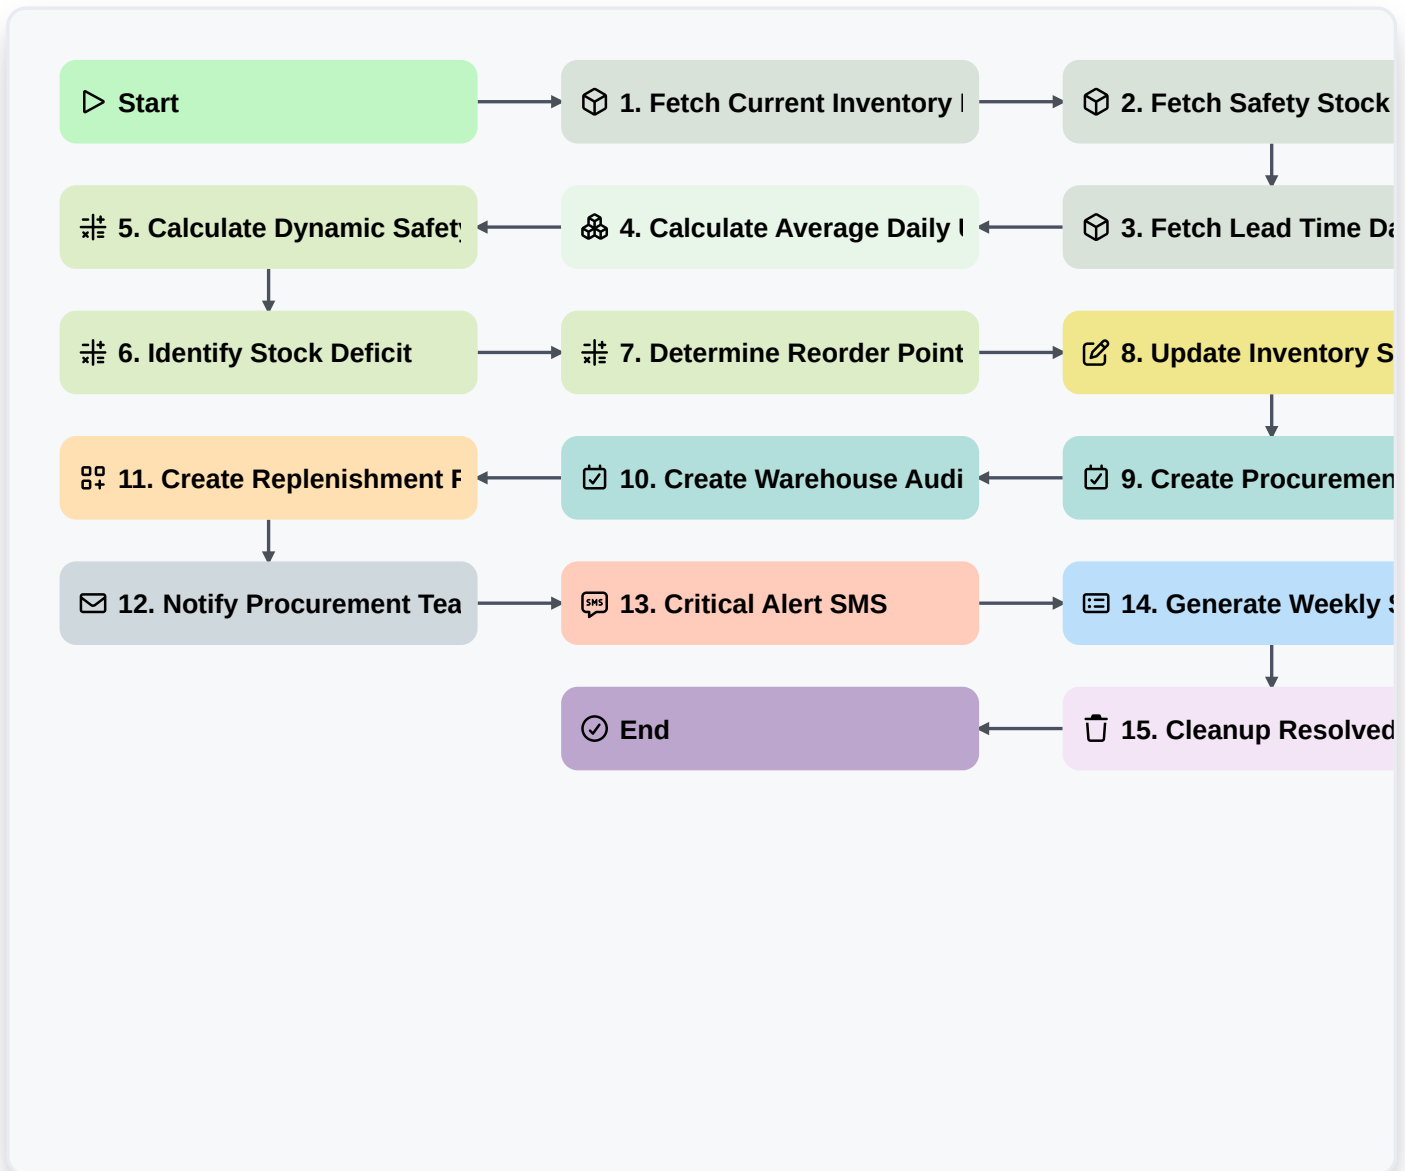 Start
1. Fetch Current Inventory
2. Fetch Safety Stock
5. Calculate Dynamic Safety
4. Calculate Average Daily
3. Fetch Lead Time Da
6. Identify Stock Deficit
7. Determine Reorder Point
8. Update Inventory S
11. Create Replenishment
10. Create Warehouse Audi
9. Create Procuremen
12. Notify Procurement Tea
13. Critical Alert SMS
14. Generate Weekly
End
15. Cleanup Resolved